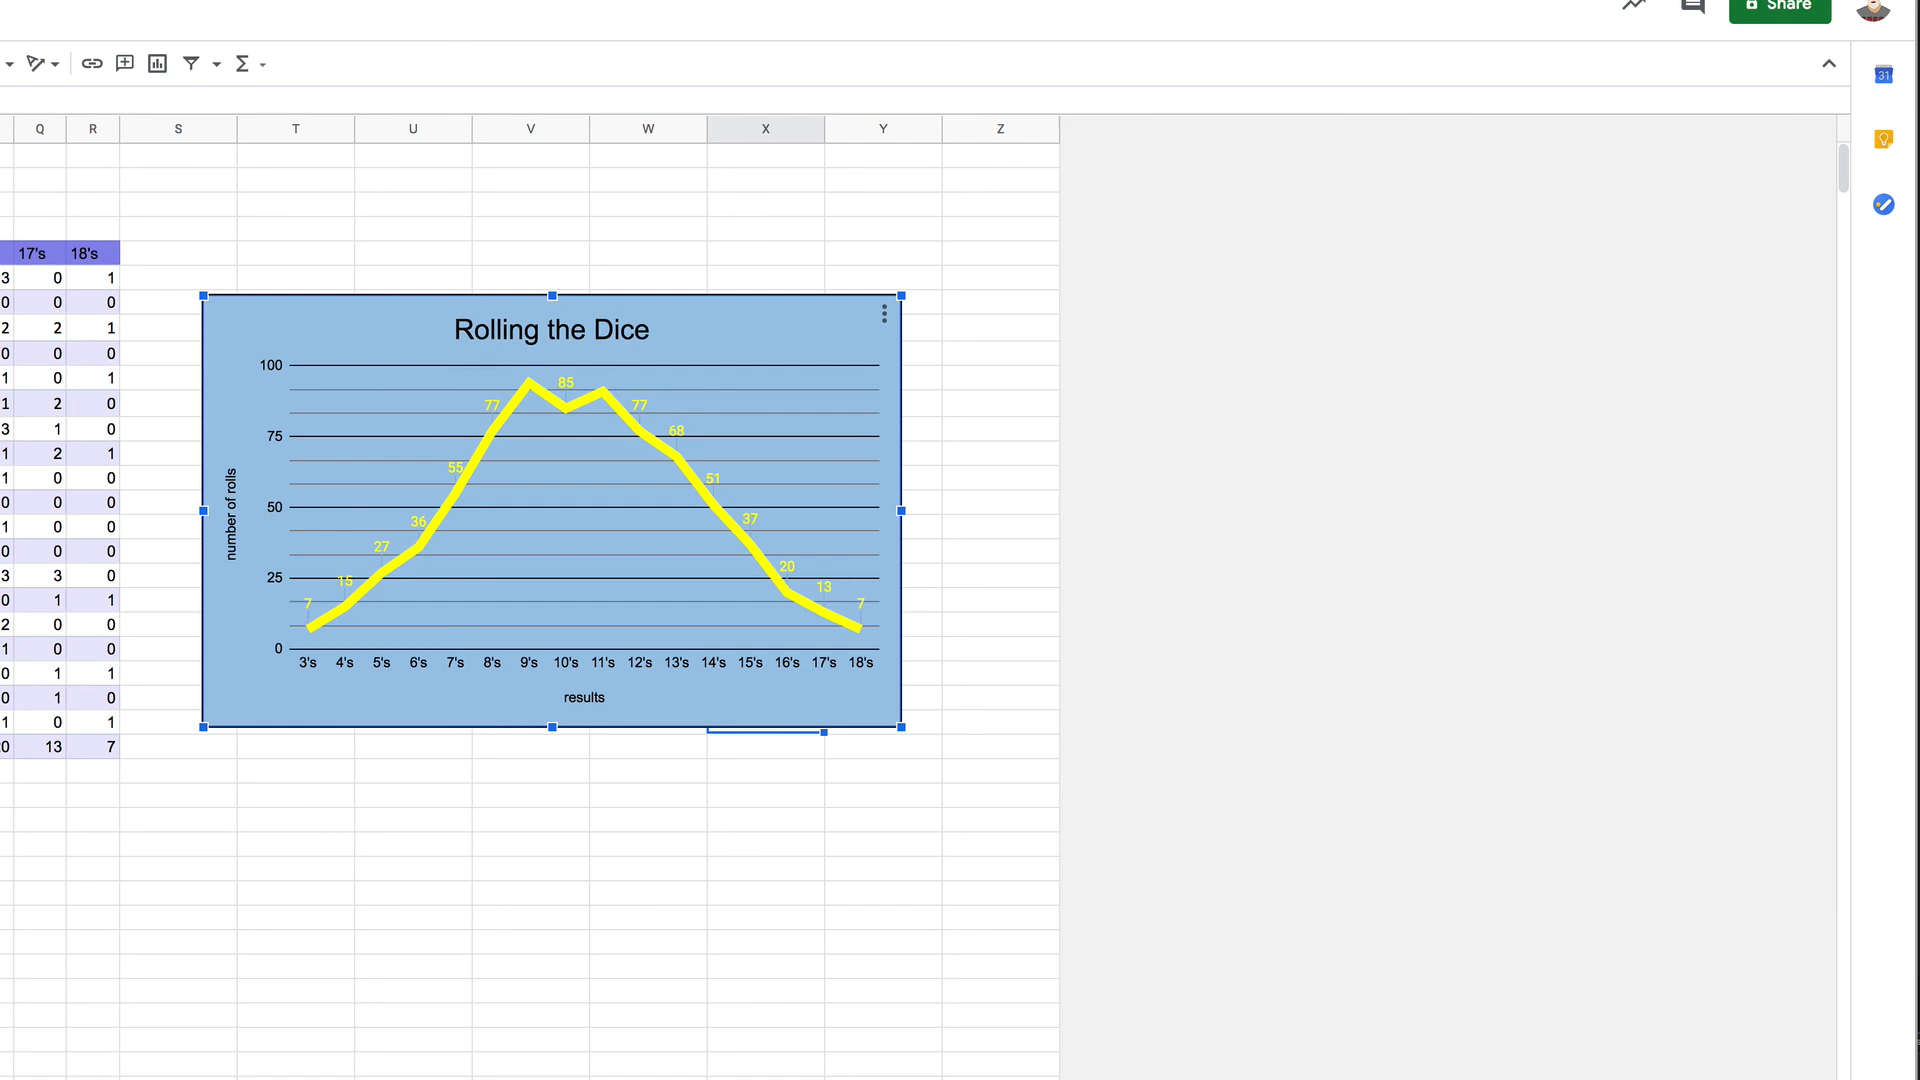 Share
31
Q R S T U V W X Y Z
17's 18's
3 0 1
0 0 0
2 2 1
0 0 0
1 0 1
1 2 0
3 1 0
1 2 1
1 0 0
0 0 0
1 0 0
0 0 0
3 3 0
0 1 1
2 0 0
1 0 0
0 1 1
0 1 0
1 0 1
0 13 7
Rolling the Dice
number of rolls
100
75
50
25
0
7 15 27 36 55 77 85 77 68 51 37 20 13 7
3's 4's 5's 6's 7's 8's 9's 10's 11's 12's 13's 14's 15's 16's 17's 18's
results